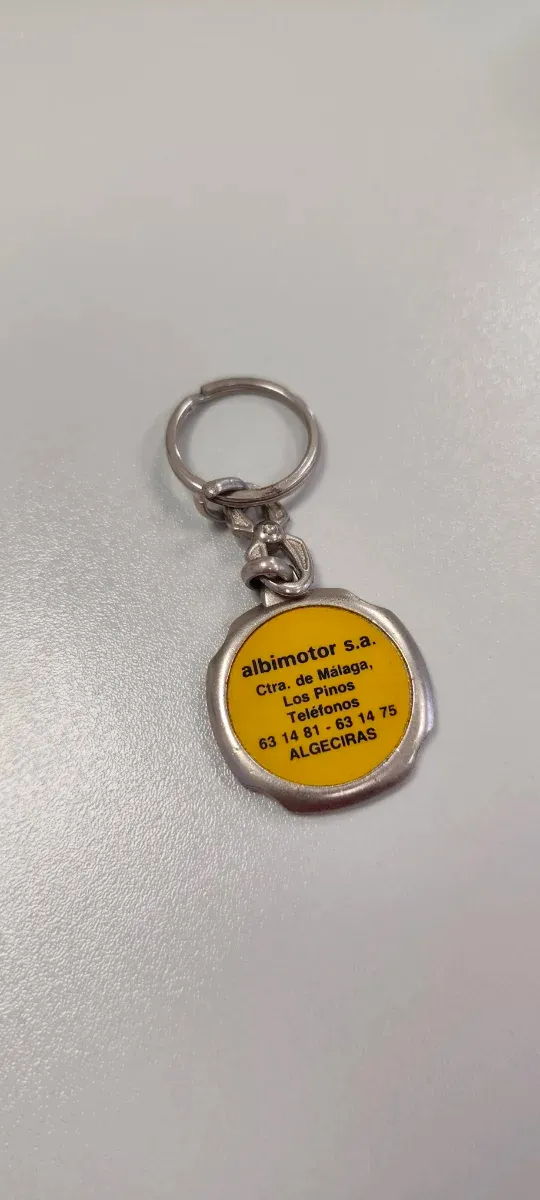 albimotor s.a.
Ctra. de Málaga,
Los Pinos
Teléfonos
63 14 81 - 63 14 75
ALGECIRAS